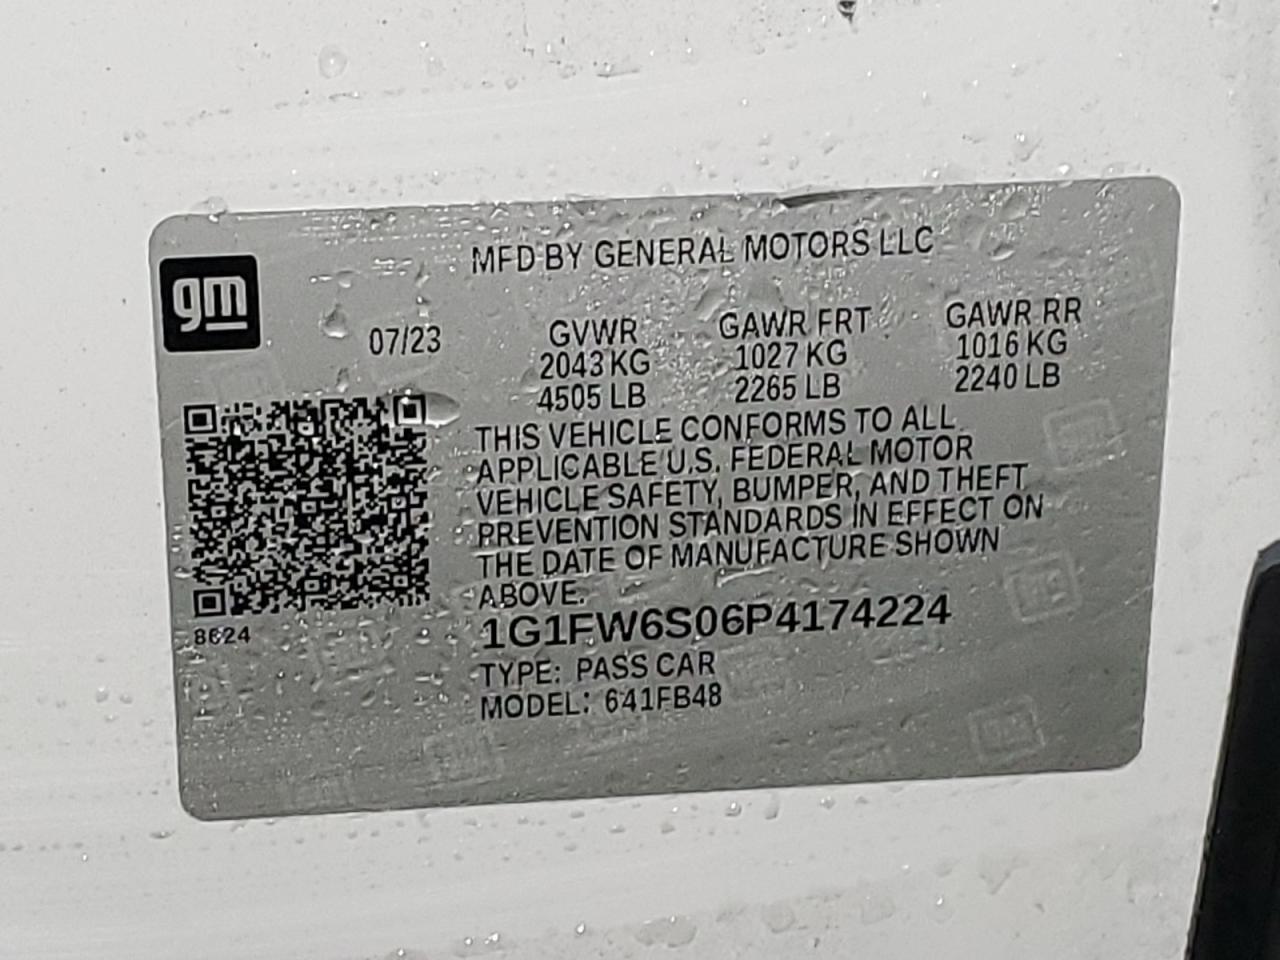 MFD BY GENERAL MOTORS LLC
gm
07/23
GVWR GAWR FRT GAWR RR
2043 KG 1027 KG 1016 KG
4505 LB 2265 LB 2240 LB
THIS VEHICLE CONFORMS TO ALL
APPLICABLE U.S. FEDERAL MOTOR
VEHICLE SAFETY, BUMPER, AND THEFT
PREVENTION STANDARDS IN EFFECT ON
THE DATE OF MANUFACTURE SHOWN
ABOVE.
1G1FW6S06P4174224
8624
TYPE: PASS CAR
MODEL: 641FB48